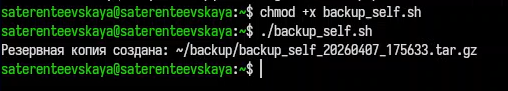 saterenteevskaya@saterenteevskaya:~$ chmod +x backup_self.sh
saterenteevskaya@saterenteevskaya:~$ ./backup_self.sh
Резервная копия создана: ~/backup/backup_self_20260407_175633.tar.gz
saterenteevskaya@saterenteevskaya:~$